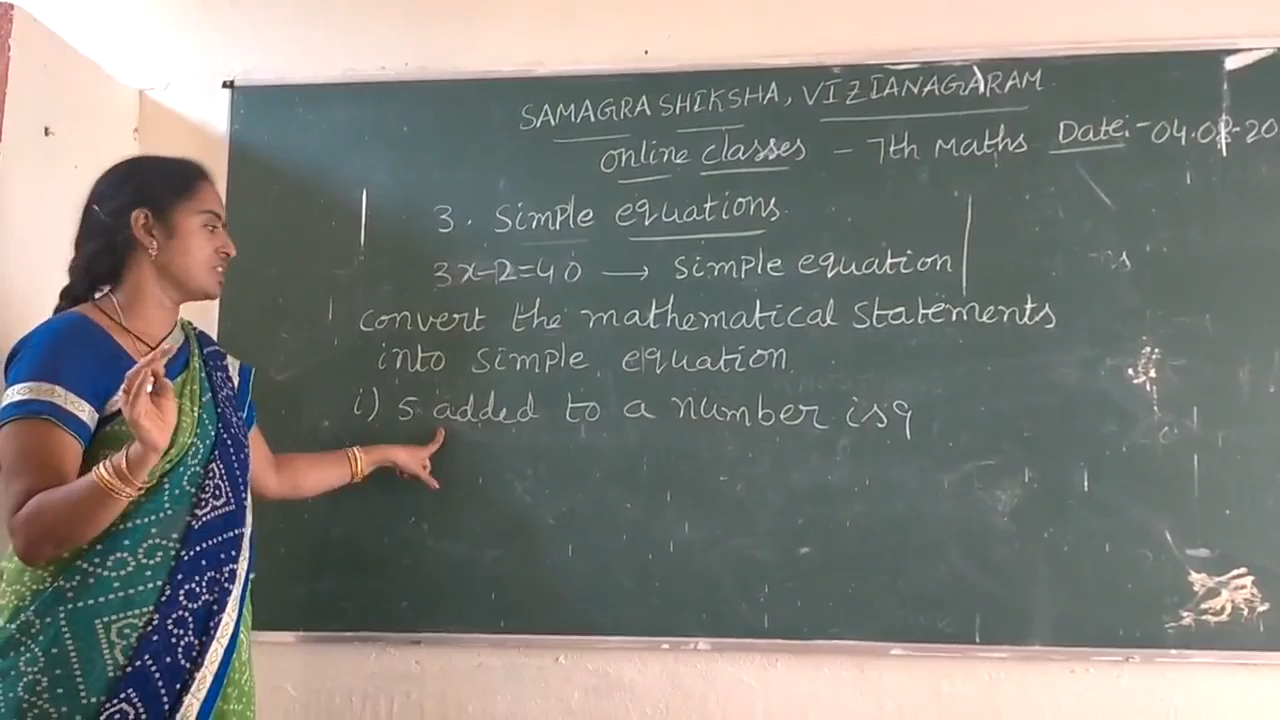 SAMAGRA SHIKSHA, VIZIANAGARAM
online classes - 7th Maths Date:- 04.08-20
3. Simple equations
3x-12=40 → simple equation
convert the mathematical statements
into simple equation
i) 5 added to a number is 9